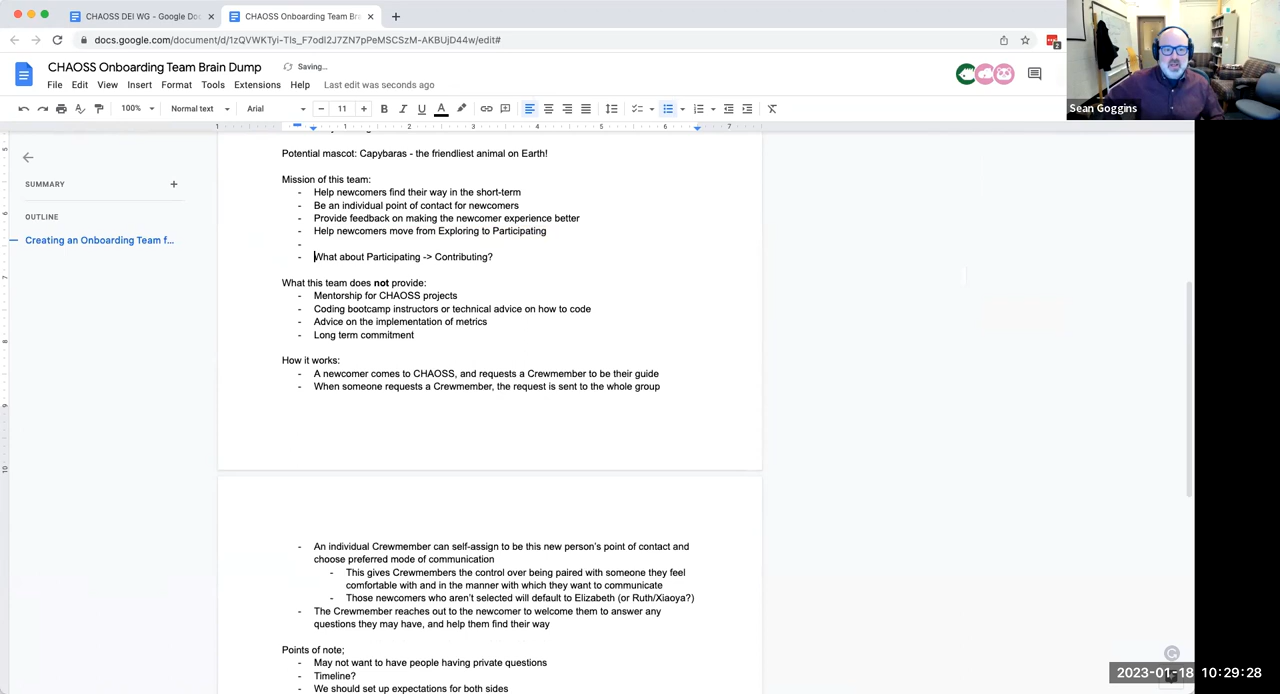 CHAOSS DEI WG - Google Doc
CHAOSS Onboarding Team Bra
docs.google.com/document/d/1zQVWKTyi-Tls_F7odI2J7ZN7pPeMSCSzM-AKBUjD44w/edit#
2
CHAOSS Onboarding Team Brain Dump
Saving...
File Edit View Insert Format Tools Extensions Help Last edit was seconds ago
100% Normal text Arial 11 B I U A
1 1 2 3 4 5 6 7
Sean Goggins
SUMMARY
OUTLINE
Creating an Onboarding Team f...
Potential mascot: Capybaras - the friendliest animal on Earth!
Mission of this team:
- Help newcomers find their way in the short-term
- Be an individual point of contact for newcomers
- Provide feedback on making the newcomer experience better
- Help newcomers move from Exploring to Participating
-
- What about Participating -> Contributing?
What this team does not provide:
- Mentorship for CHAOSS projects
- Coding bootcamp instructors or technical advice on how to code
- Advice on the implementation of metrics
- Long term commitment
How it works:
- A newcomer comes to CHAOSS, and requests a Crewmember to be their guide
- When someone requests a Crewmember, the request is sent to the whole group
- An individual Crewmember can self-assign to be this new person's point of contact and
choose preferred mode of communication
- This gives Crewmembers the control over being paired with someone they feel
comfortable with and in the manner with which they want to communicate
- Those newcomers who aren't selected will default to Elizabeth (or Ruth/Xiaoya?)
- The Crewmember reaches out to the newcomer to welcome them to answer any
questions they may have, and help them find their way
Points of note;
- May not want to have people having private questions
- Timeline?
- We should set up expectations for both sides
2023-01-18 10:29:28